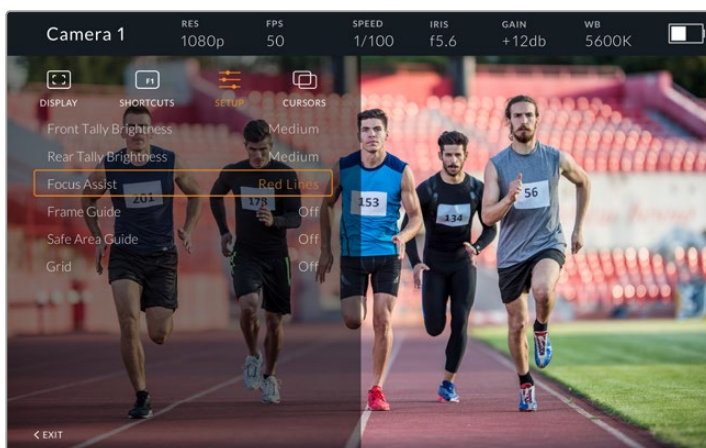 Camera 1
RES
1080p
FPS
50
SPEED
1/100
IRIS
f5.6
GAIN
+12db
WB
5600K
F1
DISPLAY
SHORTCUTS
SETUP
CURSORS
Front Tally Brightness Medium
Rear Tally Brightness Medium
Focus Assist Red Lines
Frame Guide Off
Safe Area Guide Off
Grid Off
201
178
153
134
56
< EXIT